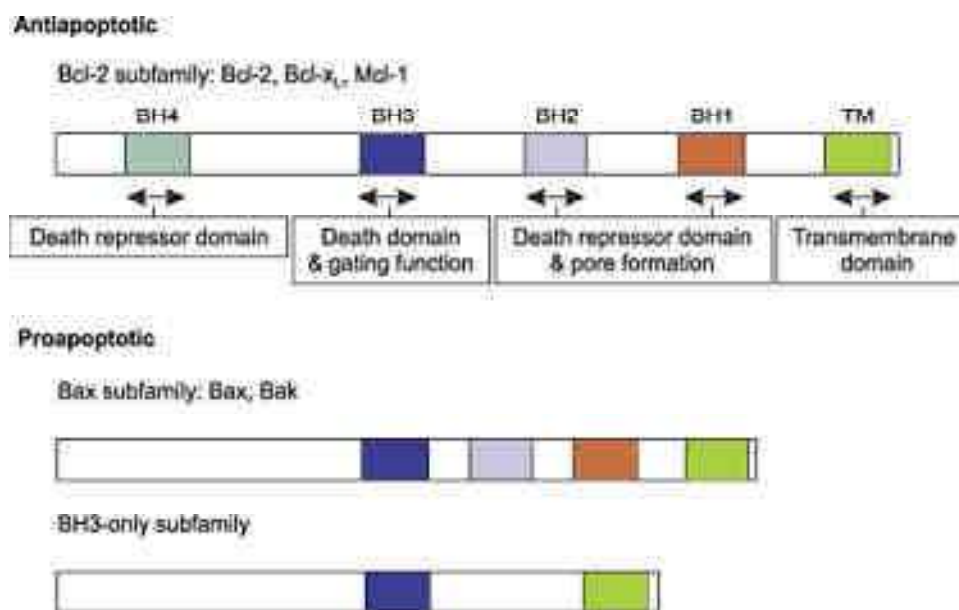 Antiapoptotic
Bcl-2 subfamily: Bcl-2, Bcl-xL, Mcl-1
BH4 BH3 BH2 BH1 TM
Death repressor domain
Death domain & gating function
Death repressor domain & pore formation
Transmembrane domain
Proapoptotic
Bax subfamily: Bax, Bak
BH3-only subfamily